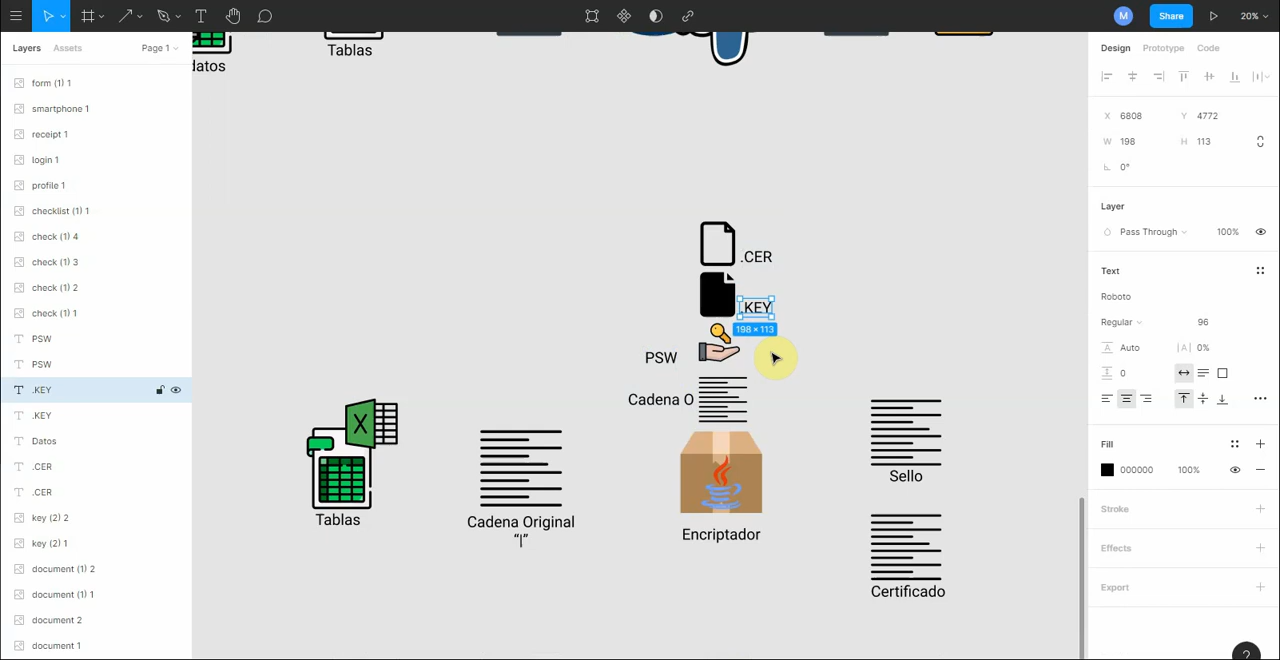 Share
20%
M
Layers
Assets
Page 1
Design
Prototype
Code
form (1) 1
smartphone 1
receipt 1
login 1
profile 1
checklist (1) 1
check (1) 4
check (1) 3
check (1) 2
check (1) 1
PSW
PSW
.KEY
.KEY
Datos
.CER
.CER
key (2) 2
key (2) 1
document (1) 2
document (1) 1
document 2
document 1
datos
Tablas
.CER
.KEY
198 × 113
PSW
Cadena O
X
Tablas
Cadena Original
“|”
Encriptador
Sello
Certificado
X 6808 Y 4772
W 198 H 113
0°
Layer
Pass Through 100%
Text
Roboto
Regular 96
Auto 0%
0
Fill
000000 100%
Stroke
Effects
Export
?